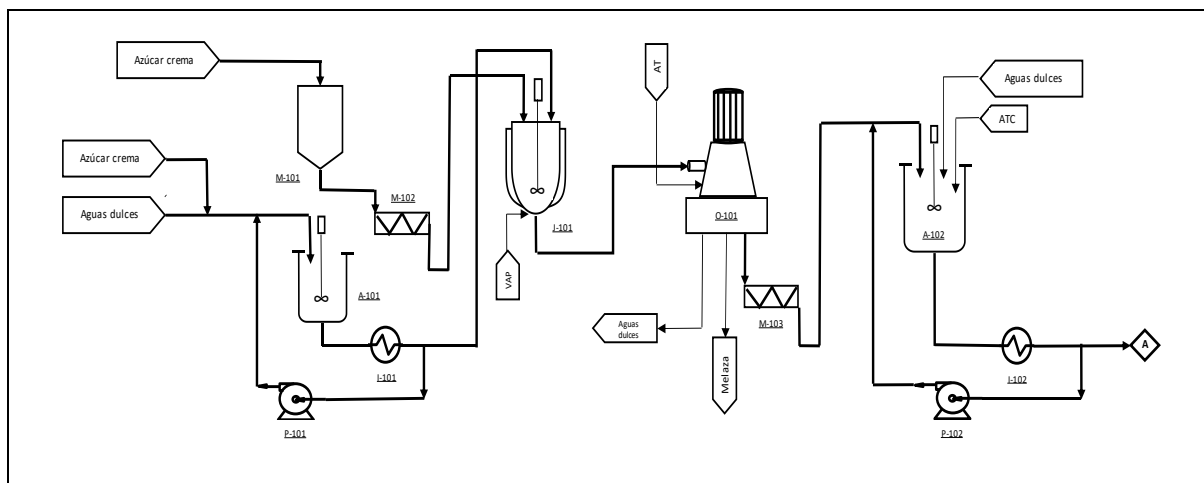 Azúcar crema
Azúcar crema
Aguas dulces
M-101
M-102
A-101
I-101
P-101
VAP
J-101
AT
O-101
Aguas
dulces
Melaza
M-103
Aguas dulces
ATC
A-102
I-102
P-102
A